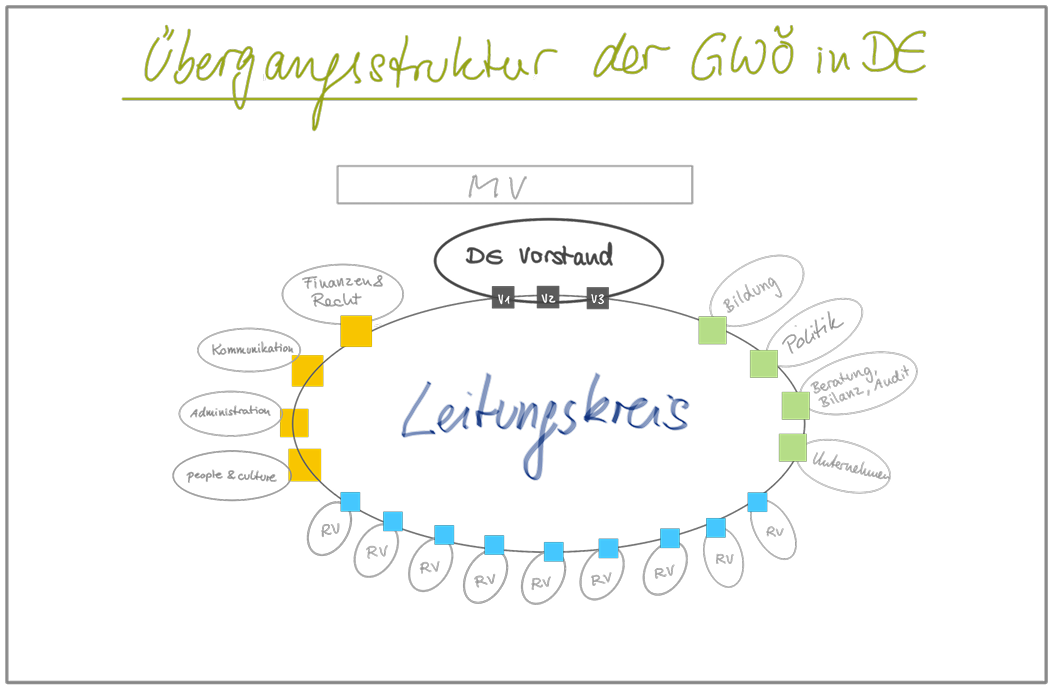 Übergangsstruktur der GWÖ in DE
MV
DE Vorstand
V1 V2 V3
Finanzen &
Recht
Kommunikation
Administration
people & culture
Leitungskreis
Bildung
Politik
Beratung,
Bilanz, Audit
Unternehmen
RV
RV
RV
RV
RV
RV
RV
RV
RV